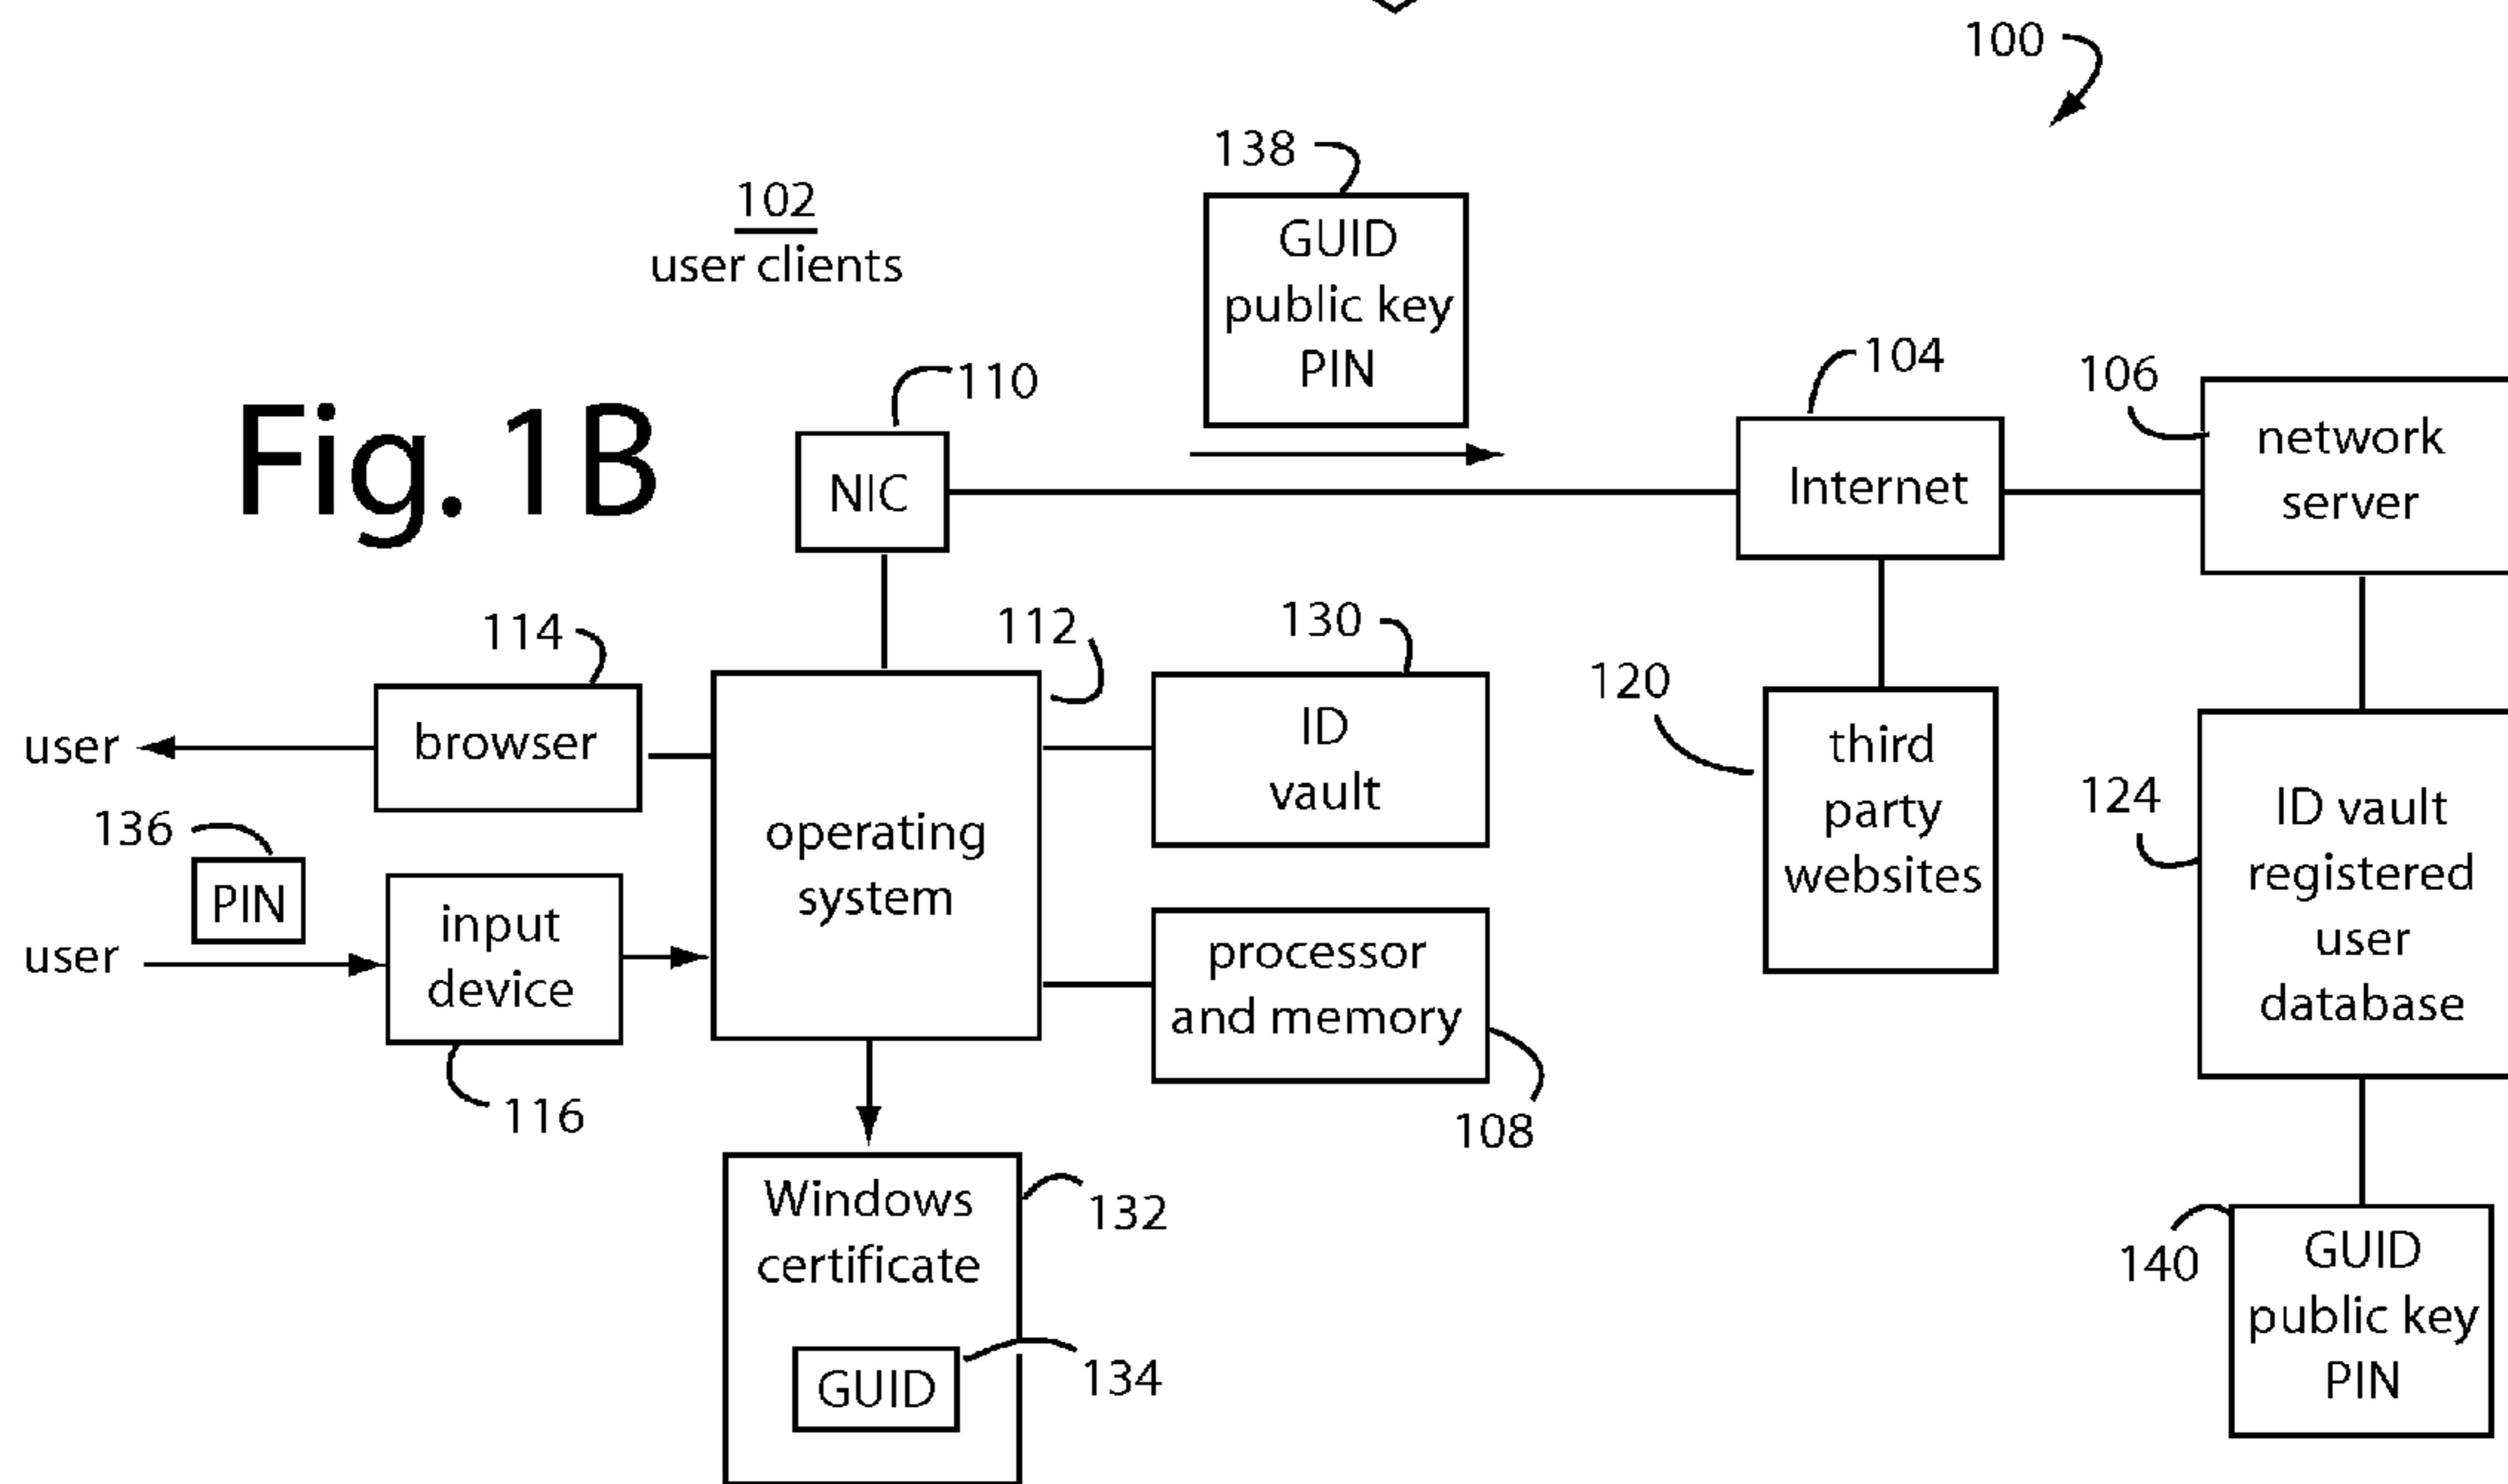 100
138
102
user clients
GUID
public key
PIN
110
104
106
Fig. 1B
NIC
Internet
network
server
114
112
130
120
user
browser
ID
vault
third
party
websites
124
136
PIN
user
input
device
116
operating
system
processor
and memory
108
ID vault
registered
user
database
Windows
certificate
132
GUID
134
140
GUID
public key
PIN